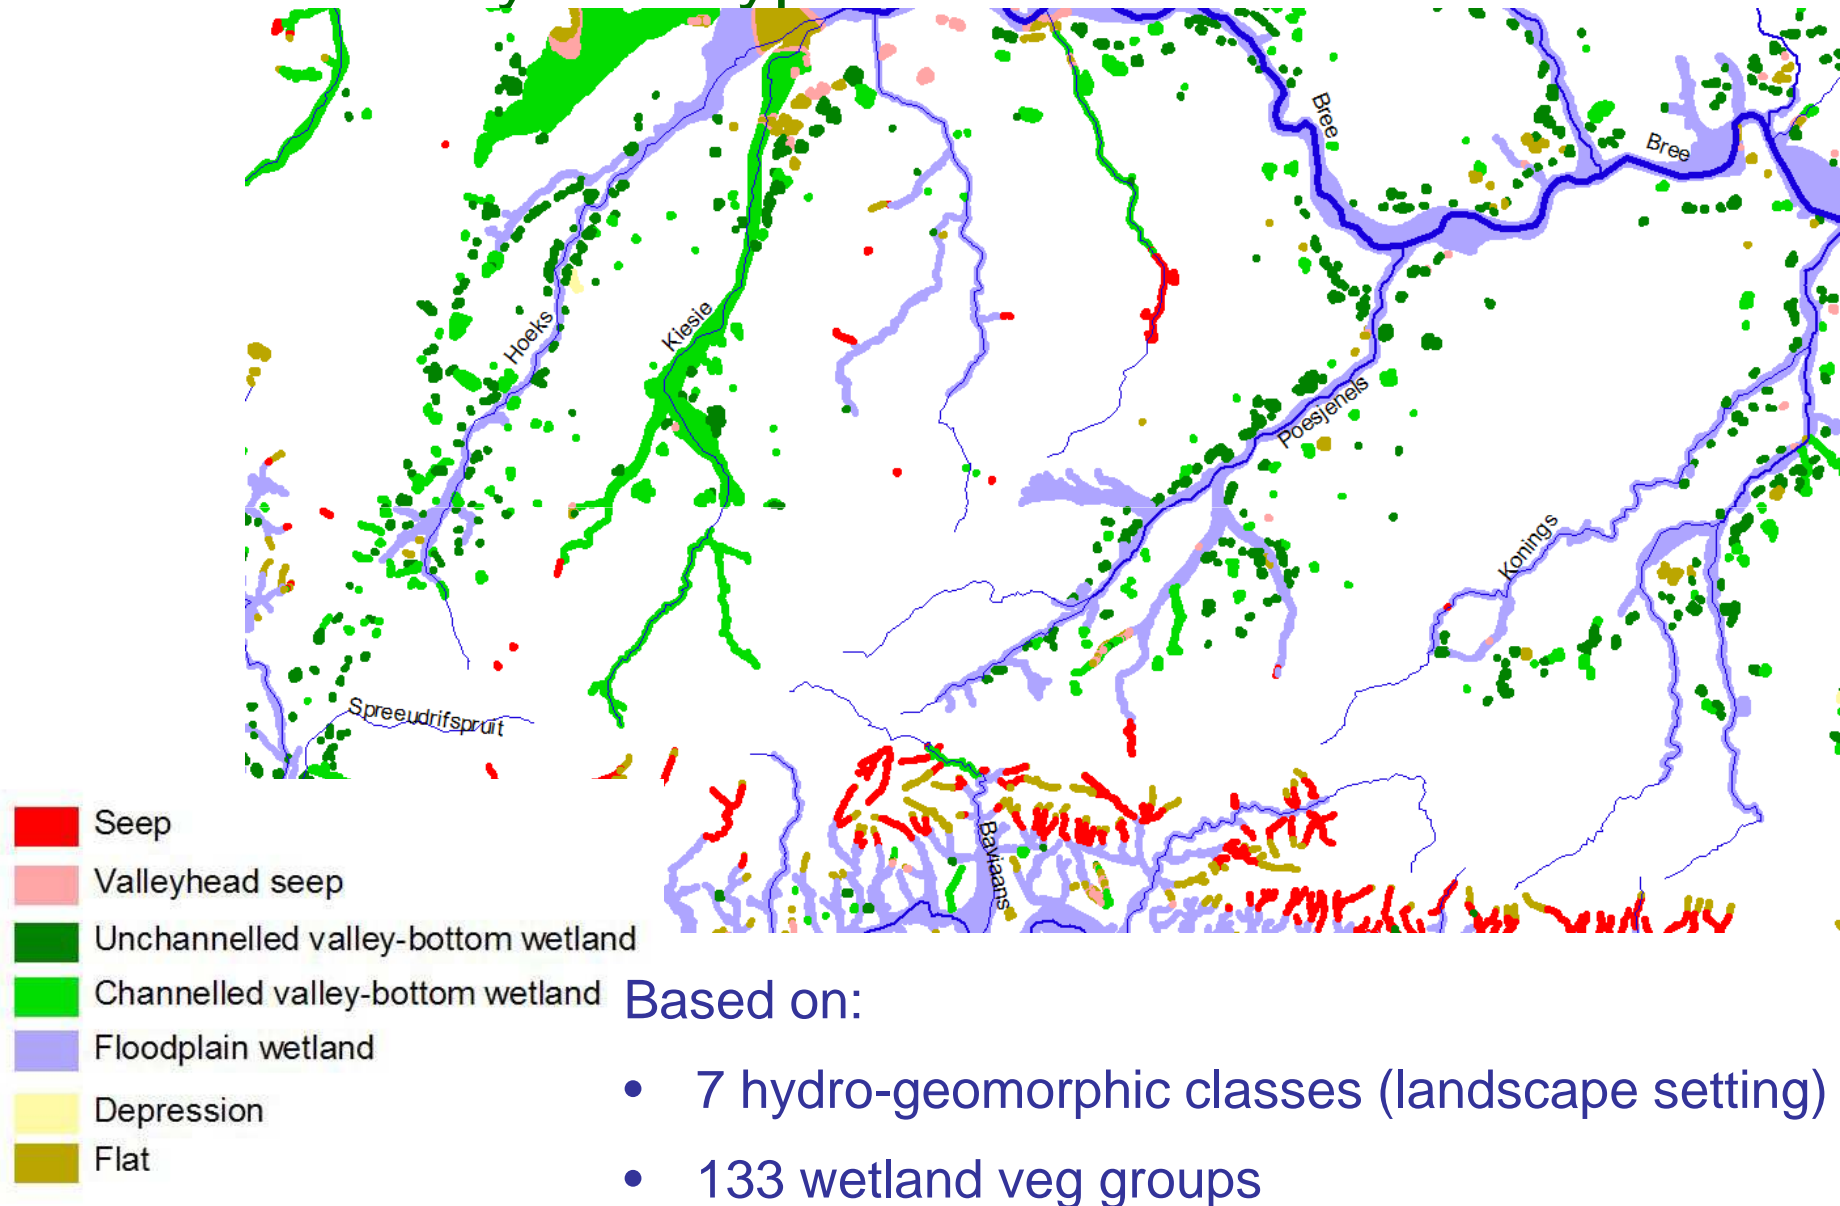 Bree
Bree
Hoeks
Kiesie
Poesjenels
Konings
Spreeudrifspruit
Baviaans
Seep
Valleyhead seep
Unchannelled valley-bottom wetland
Channelled valley-bottom wetland
Floodplain wetland
Depression
Flat
Based on:
• 7 hydro-geomorphic classes (landscape setting)
• 133 wetland veg groups